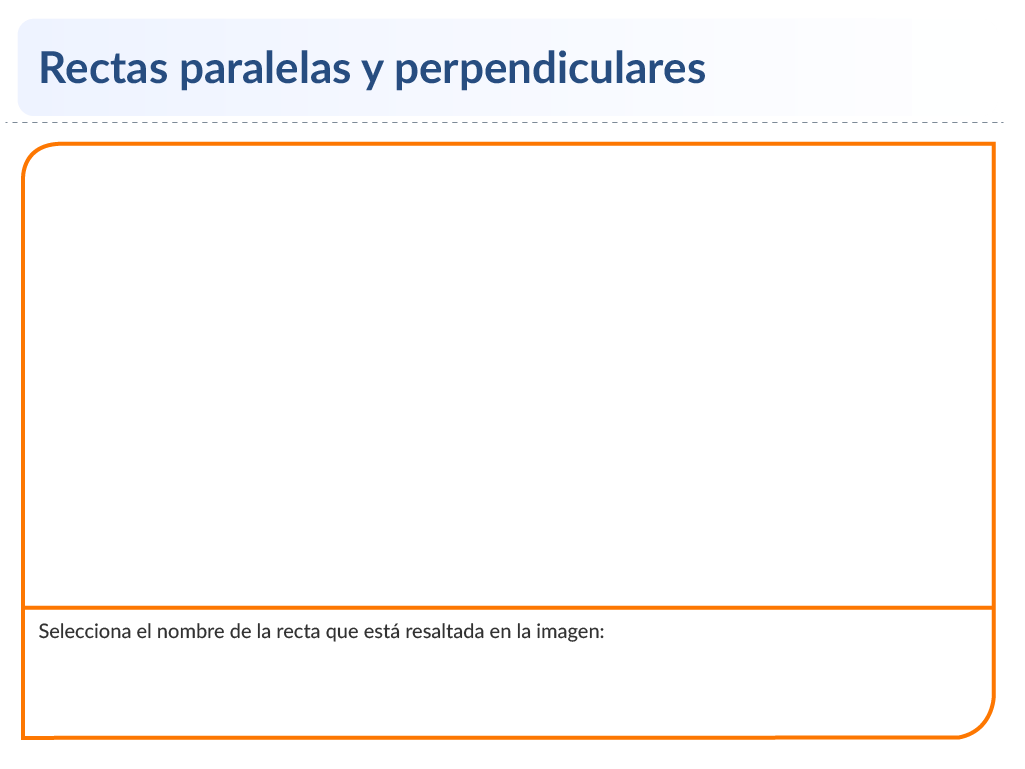 Rectas paralelas y perpendiculares
Selecciona el nombre de la recta que está resaltada en la imagen: